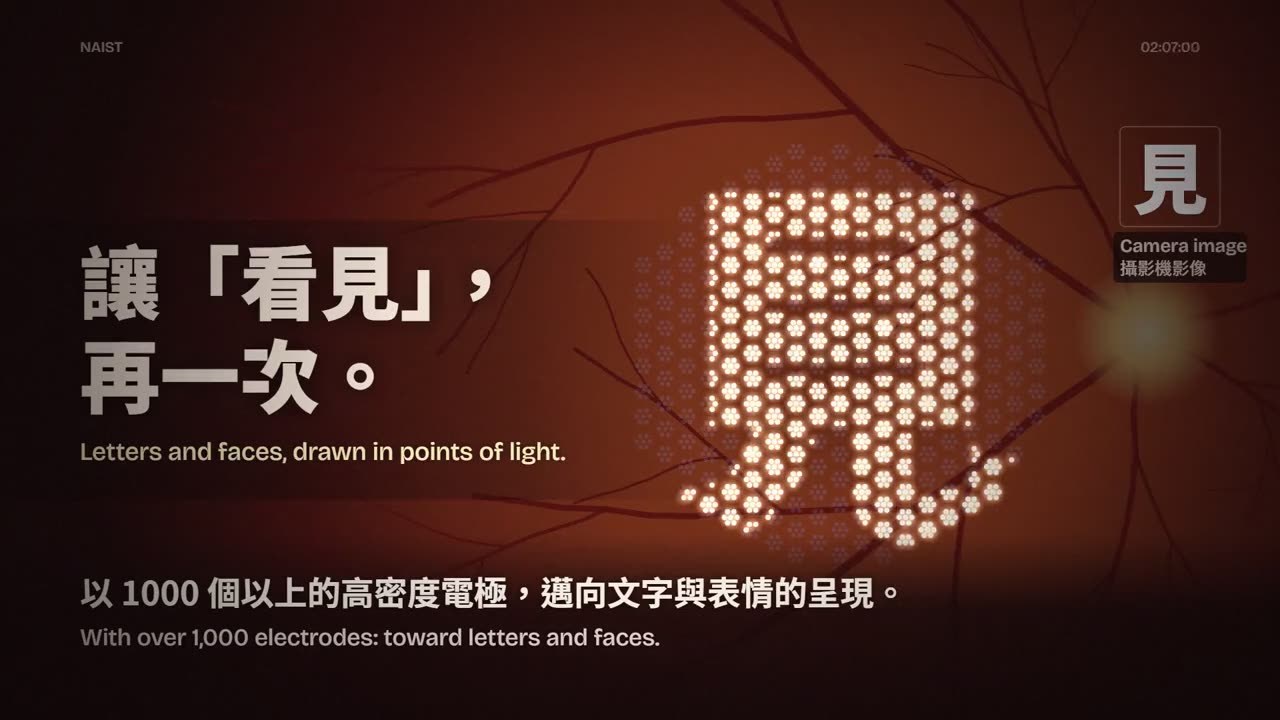 NAIST
02:07:00
見
Camera image
攝影機影像
見
讓「看見」，
再一次。
Letters and faces, drawn in points of light.
以 1000 個以上的高密度電極，邁向文字與表情的呈現。
With over 1,000 electrodes: toward letters and faces.